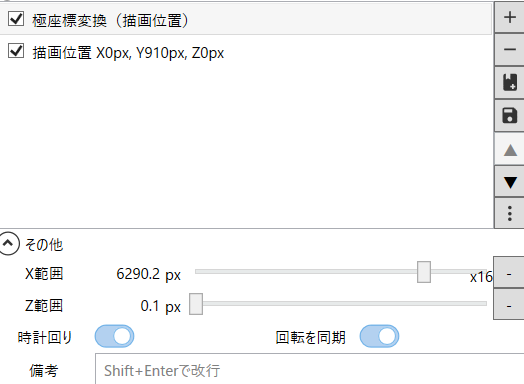 極座標変換（描画位置）
描画位置 X0px, Y910px, Z0px
その他
X範囲 6290.2 px x16 -
Z範囲 0.1 px -
時計回り 回転を同期
備考 Shift+Enterで改行